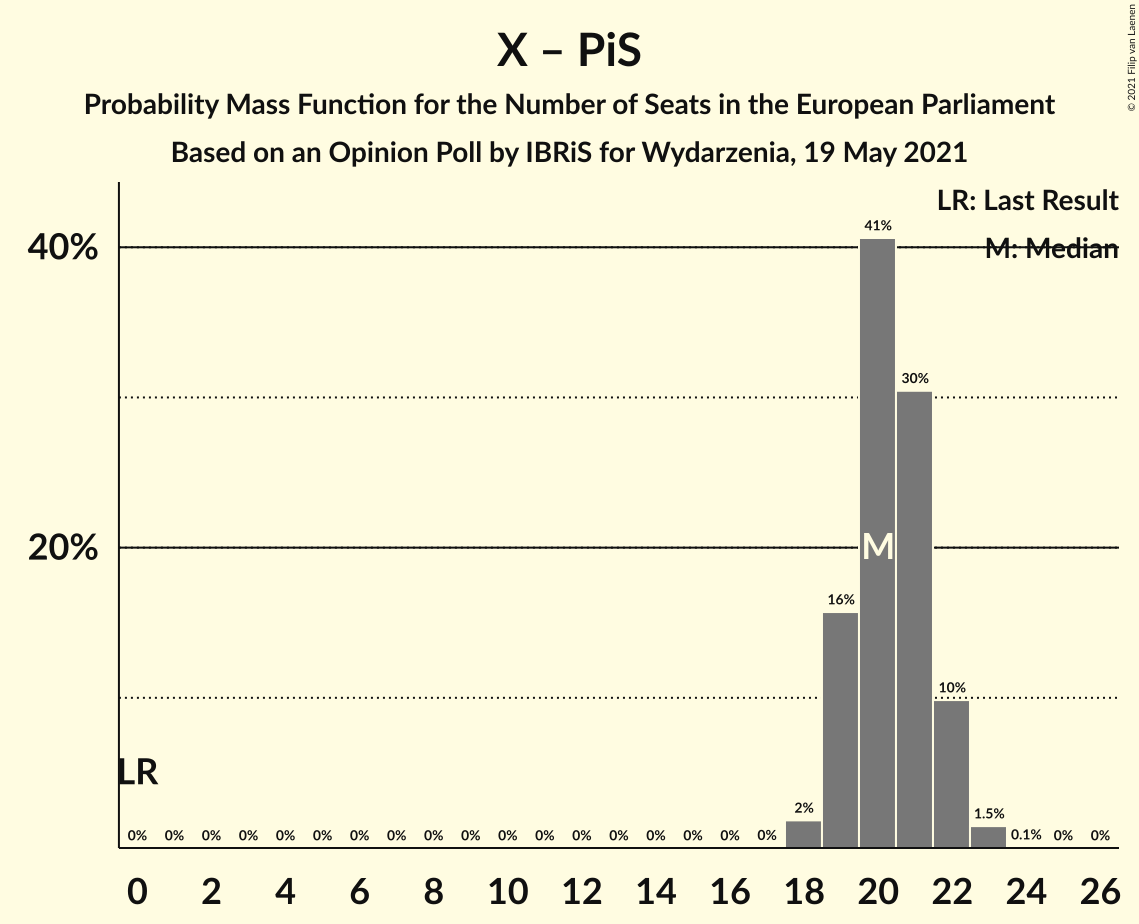 X – PiS
Probability Mass Function for the Number of Seats in the European Parliament
Based on an Opinion Poll by IBRiS for Wydarzenia, 19 May 2021
© 2021 Filip van Laenen
LR: Last Result
M: Median
40%
20%
41%
30%
M
16%
10%
LR
0% 0% 0% 0% 0% 0% 0% 0% 0% 0% 0% 0% 0% 0% 0% 0% 0% 0% 2% 1.5% 0.1% 0% 0%
0 2 4 6 8 10 12 14 16 18 20 22 24 26